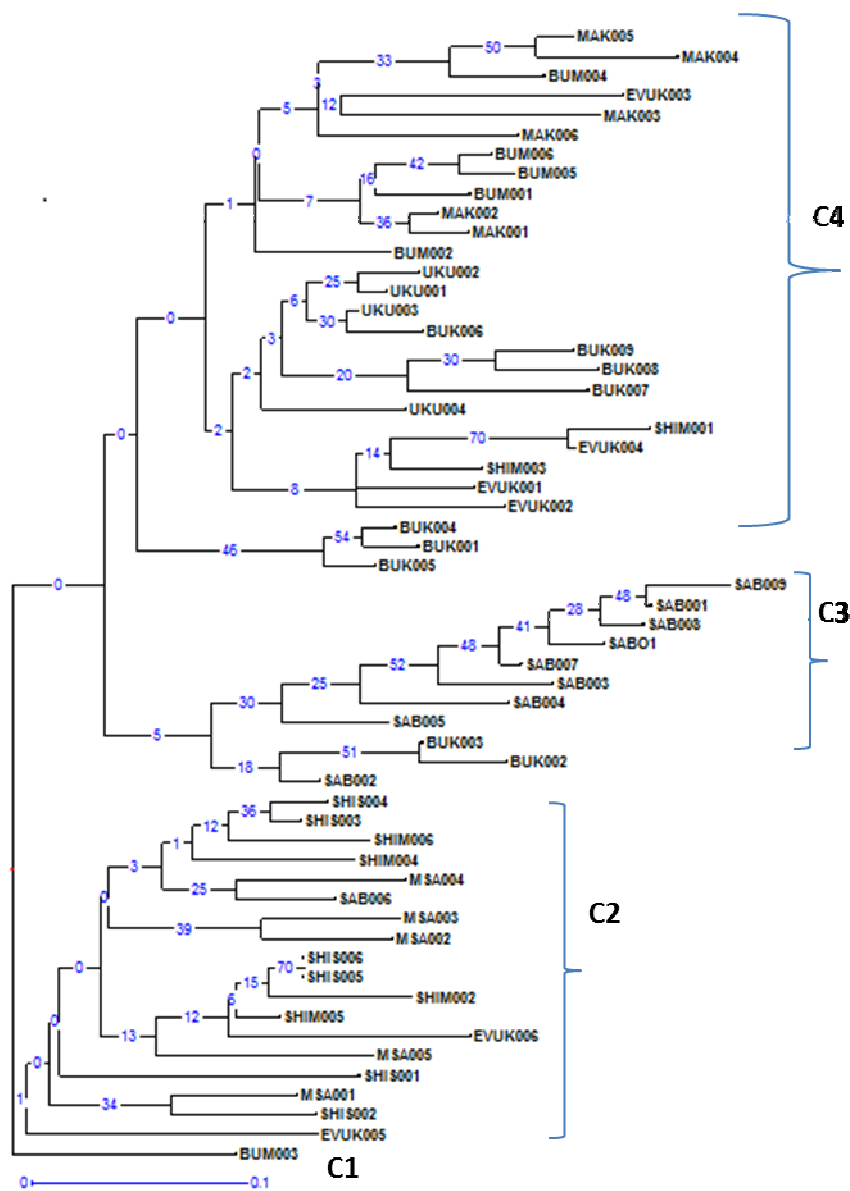 MAK005
50
MAK004
33
BUM004
3
EVUK003
12
5
MAK003
MAK006
0
BUM006
42
BUM005
16
BUM001
1
7
MAK002
36
MAK001
C4
BUM002
UKU002
25
UKU001
6
UKU003
0
30
BUK006
3
BUK009
30
BUK008
2
20
BUK007
UKU004
SHIM001
0
2
70
EVUK004
14
SHIM003
8
EVUK001
EVUK002
BUK004
54
BUK001
46
BUK005
0
SAB009
48
SAB001
28
C3
SAB008
41
SABO1
48
SAB007
52
SAB003
25
30
SAB004
SAB005
5
BUK003
51
BUK002
18
SAB002
SHIS004
36
SHIS003
12
SHIM006
1
SHIM004
3
MSA004
25
SAB006
0
MSA003
C2
39
MSA002
SHIS006
0
70
SHIS005
15
SHIM002
6
12
SHIM005
0
13
EVUK006
MSA005
0
SHIS001
1
MSA001
34
SHIS002
EVUK005
BUM003
C1
0
0.1